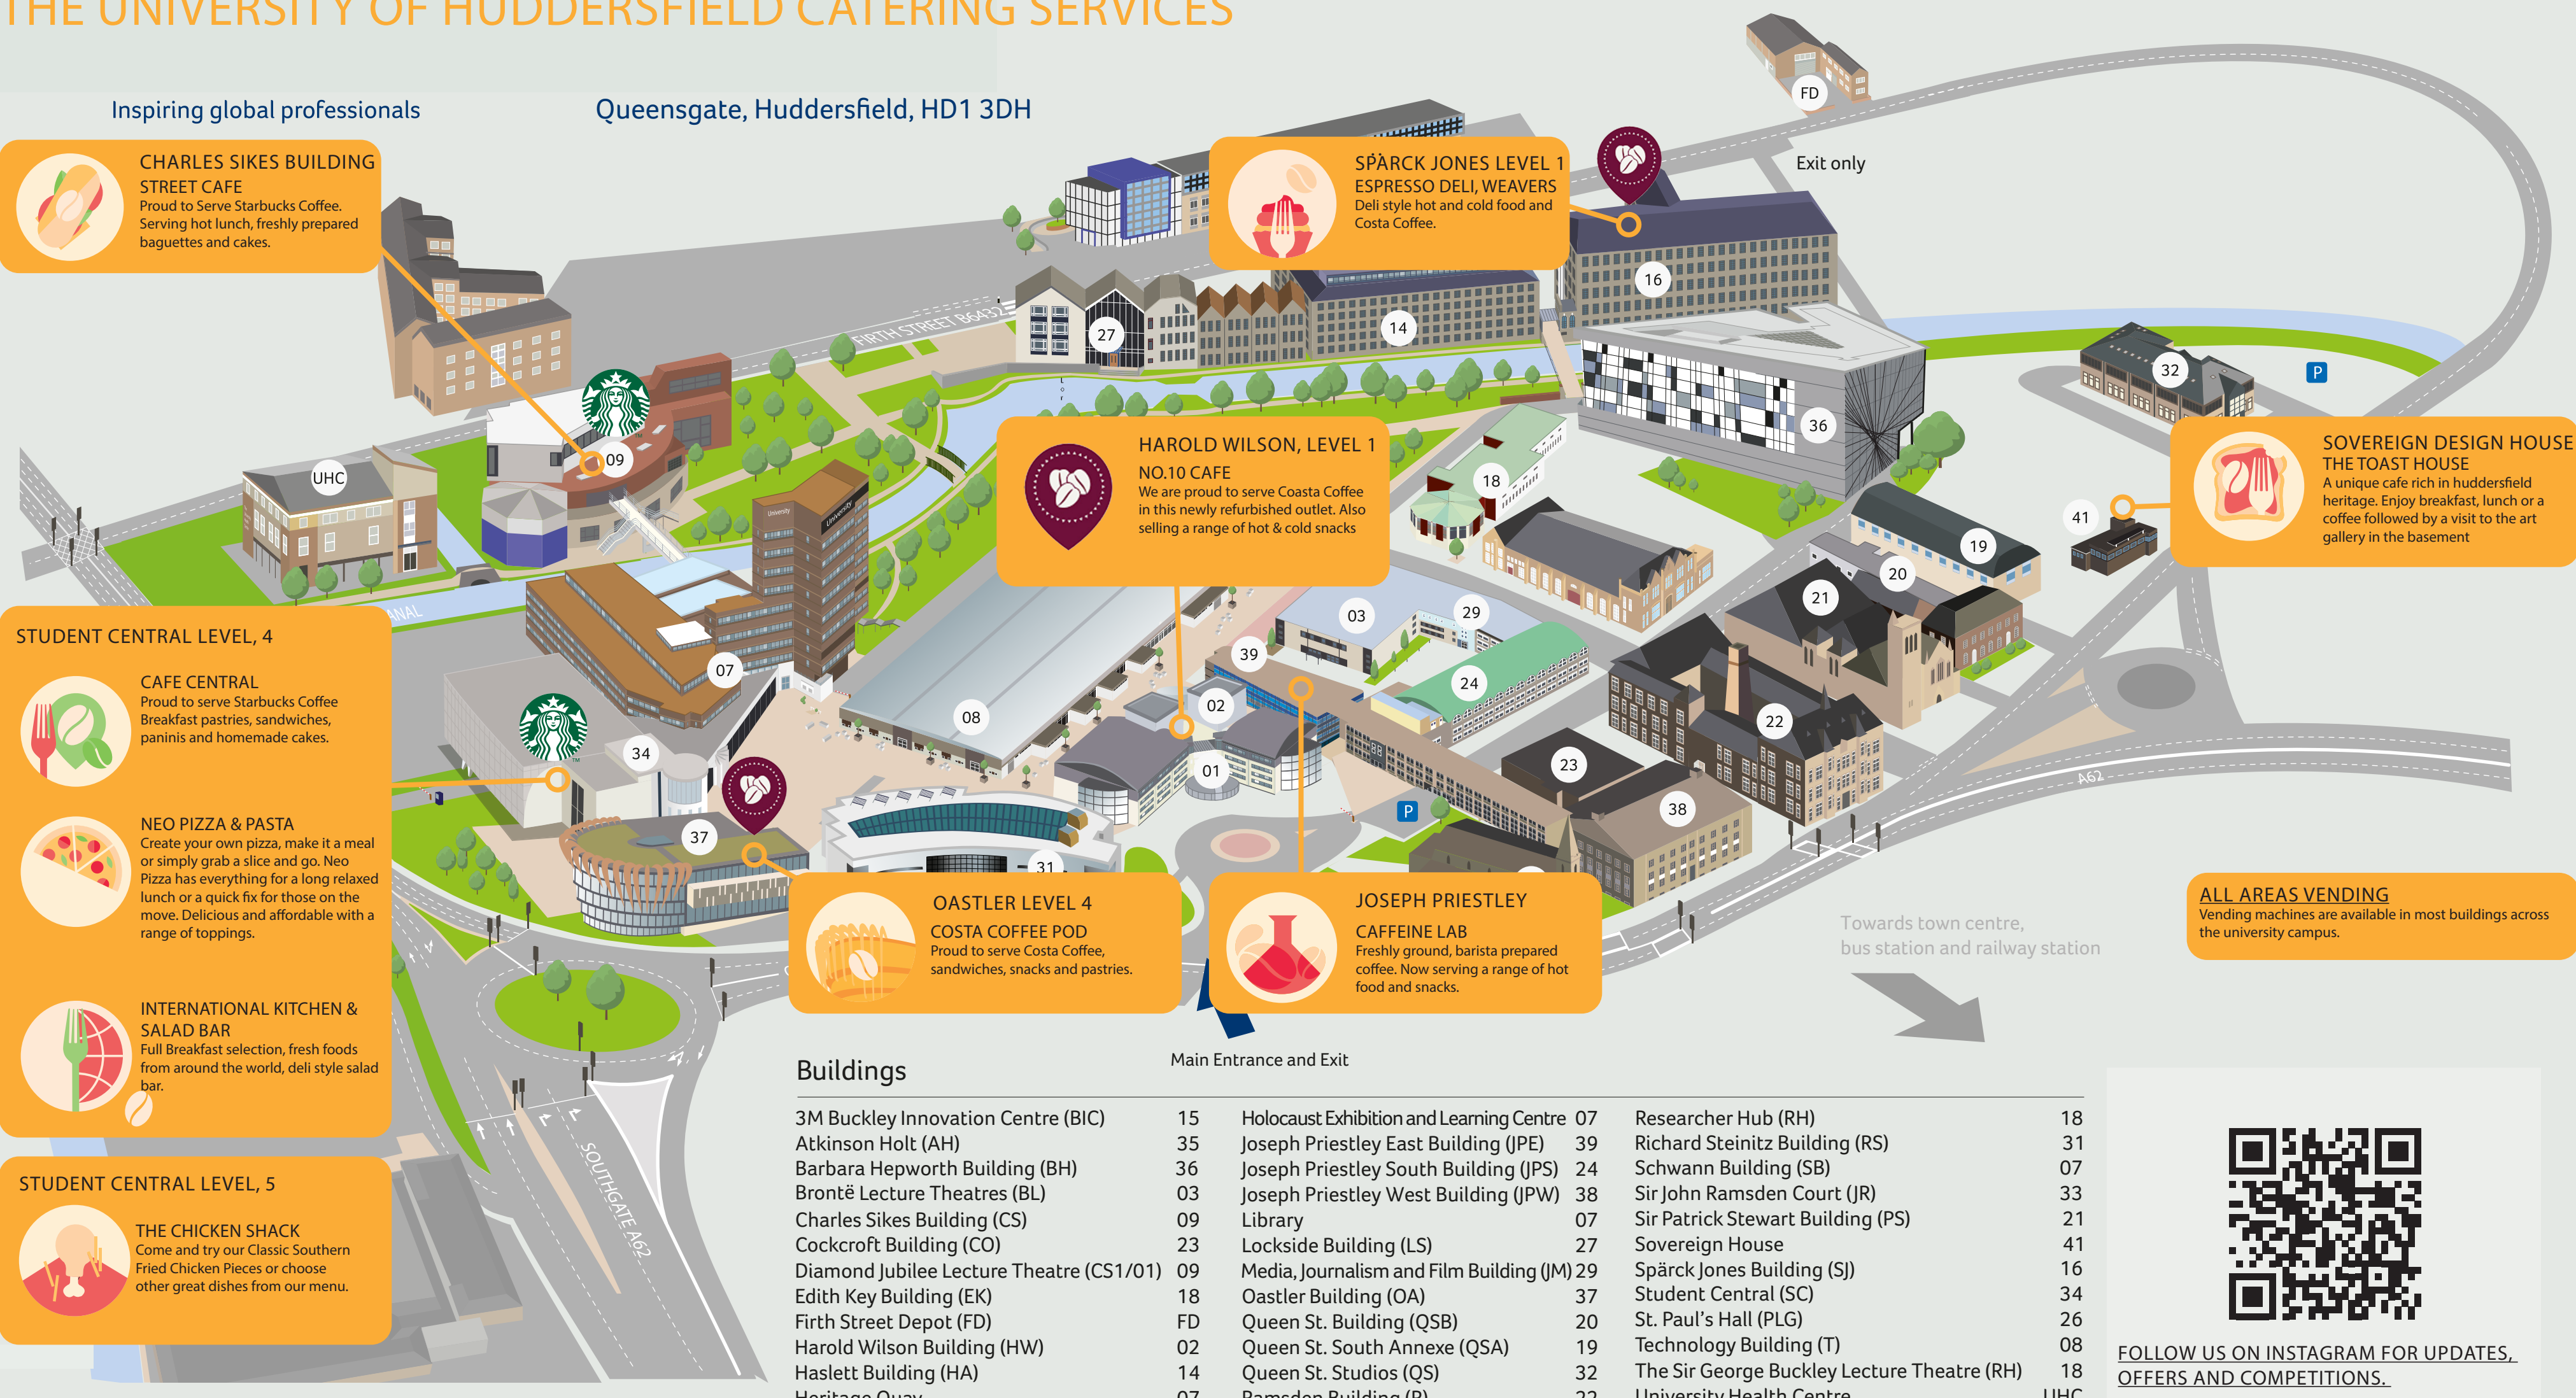 THE UNIVERSITY OF HUDDERSFIELD CATERING SERVICES
Inspiring global professionals
Queensgate, Huddersfield, HD1 3DH
CHARLES SIKES BUILDING
STREET CAFE
Proud to Serve Starbucks Coffee.
Serving hot lunch, freshly prepared
baguettes and cakes.
SPÄRCK JONES LEVEL 1
ESPRESSO DELI, WEAVERS
Deli style hot and cold food and
Costa Coffee.
FD
Exit only
16
27
14
FIRTH STREET B6432
32
P
36
HAROLD WILSON, LEVEL 1
NO.10 CAFE
We are proud to serve Coasta Coffee
in this newly refurbished outlet. Also
selling a range of hot & cold snacks
SOVEREIGN DESIGN HOUSE
THE TOAST HOUSE
A unique cafe rich in huddersfield
heritage. Enjoy breakfast, lunch or a
coffee followed by a visit to the art
gallery in the basement
09
UHC
18
41
19
20
21
University
University
CANAL
03
29
39
24
07
02
08
22
34
01
23
38
37
31
P
A62
STUDENT CENTRAL LEVEL, 4
CAFE CENTRAL
Proud to serve Starbucks Coffee
Breakfast pastries, sandwiches,
paninis and homemade cakes.
NEO PIZZA & PASTA
Create your own pizza, make it a meal
or simply grab a slice and go. Neo
Pizza has everything for a long relaxed
lunch or a quick fix for those on the
move. Delicious and affordable with a
range of toppings.
INTERNATIONAL KITCHEN &
SALAD BAR
Full Breakfast selection, fresh foods
from around the world, deli style salad
bar.
STUDENT CENTRAL LEVEL, 5
THE CHICKEN SHACK
Come and try our Classic Southern
Fried Chicken Pieces or choose
other great dishes from our menu.
OASTLER LEVEL 4
COSTA COFFEE POD
Proud to serve Costa Coffee,
sandwiches, snacks and pastries.
JOSEPH PRIESTLEY
CAFFEINE LAB
Freshly ground, barista prepared
coffee. Now serving a range of hot
food and snacks.
ALL AREAS VENDING
Vending machines are available in most buildings across
the university campus.
Towards town centre,
bus station and railway station
Main Entrance and Exit
SOUTHGATE A62
Buildings
3M Buckley Innovation Centre (BIC) 15
Atkinson Holt (AH) 35
Barbara Hepworth Building (BH) 36
Brontë Lecture Theatres (BL) 03
Charles Sikes Building (CS) 09
Cockcroft Building (CO) 23
Diamond Jubilee Lecture Theatre (CS1/01) 09
Edith Key Building (EK) 18
Firth Street Depot (FD) FD
Harold Wilson Building (HW) 02
Haslett Building (HA) 14
Heritage Quay 07
Holocaust Exhibition and Learning Centre 07
Joseph Priestley East Building (JPE) 39
Joseph Priestley South Building (JPS) 24
Joseph Priestley West Building (JPW) 38
Library 07
Lockside Building (LS) 27
Media, Journalism and Film Building (JM) 29
Oastler Building (OA) 37
Queen St. Building (QSB) 20
Queen St. South Annexe (QSA) 19
Queen St. Studios (QS) 32
Ramsden Building (R) 22
Researcher Hub (RH) 18
Richard Steinitz Building (RS) 31
Schwann Building (SB) 07
Sir John Ramsden Court (JR) 33
Sir Patrick Stewart Building (PS) 21
Sovereign House 41
Spärck Jones Building (SJ) 16
Student Central (SC) 34
St. Paul's Hall (PLG) 26
Technology Building (T) 08
The Sir George Buckley Lecture Theatre (RH) 18
University Health Centre UHC
FOLLOW US ON INSTAGRAM FOR UPDATES,
OFFERS AND COMPETITIONS.